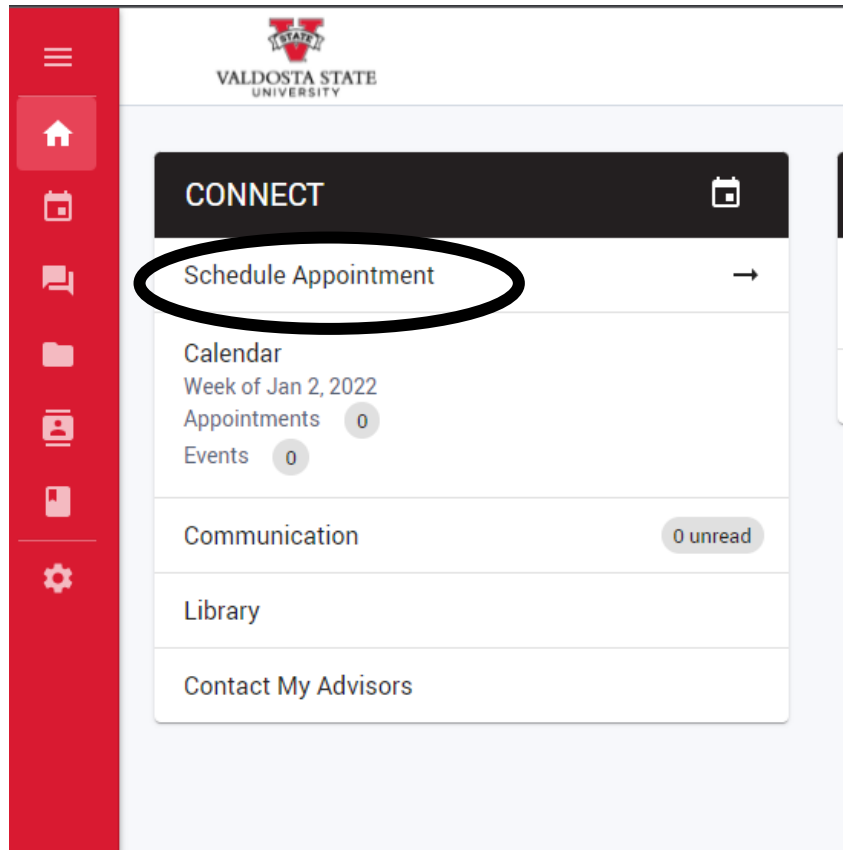 STATE
V
VALDOSTA STATE
UNIVERSITY
CONNECT
Schedule Appointment
Calendar
Week of Jan 2, 2022
Appointments 0
Events 0
Communication 0 unread
Library
Contact My Advisors